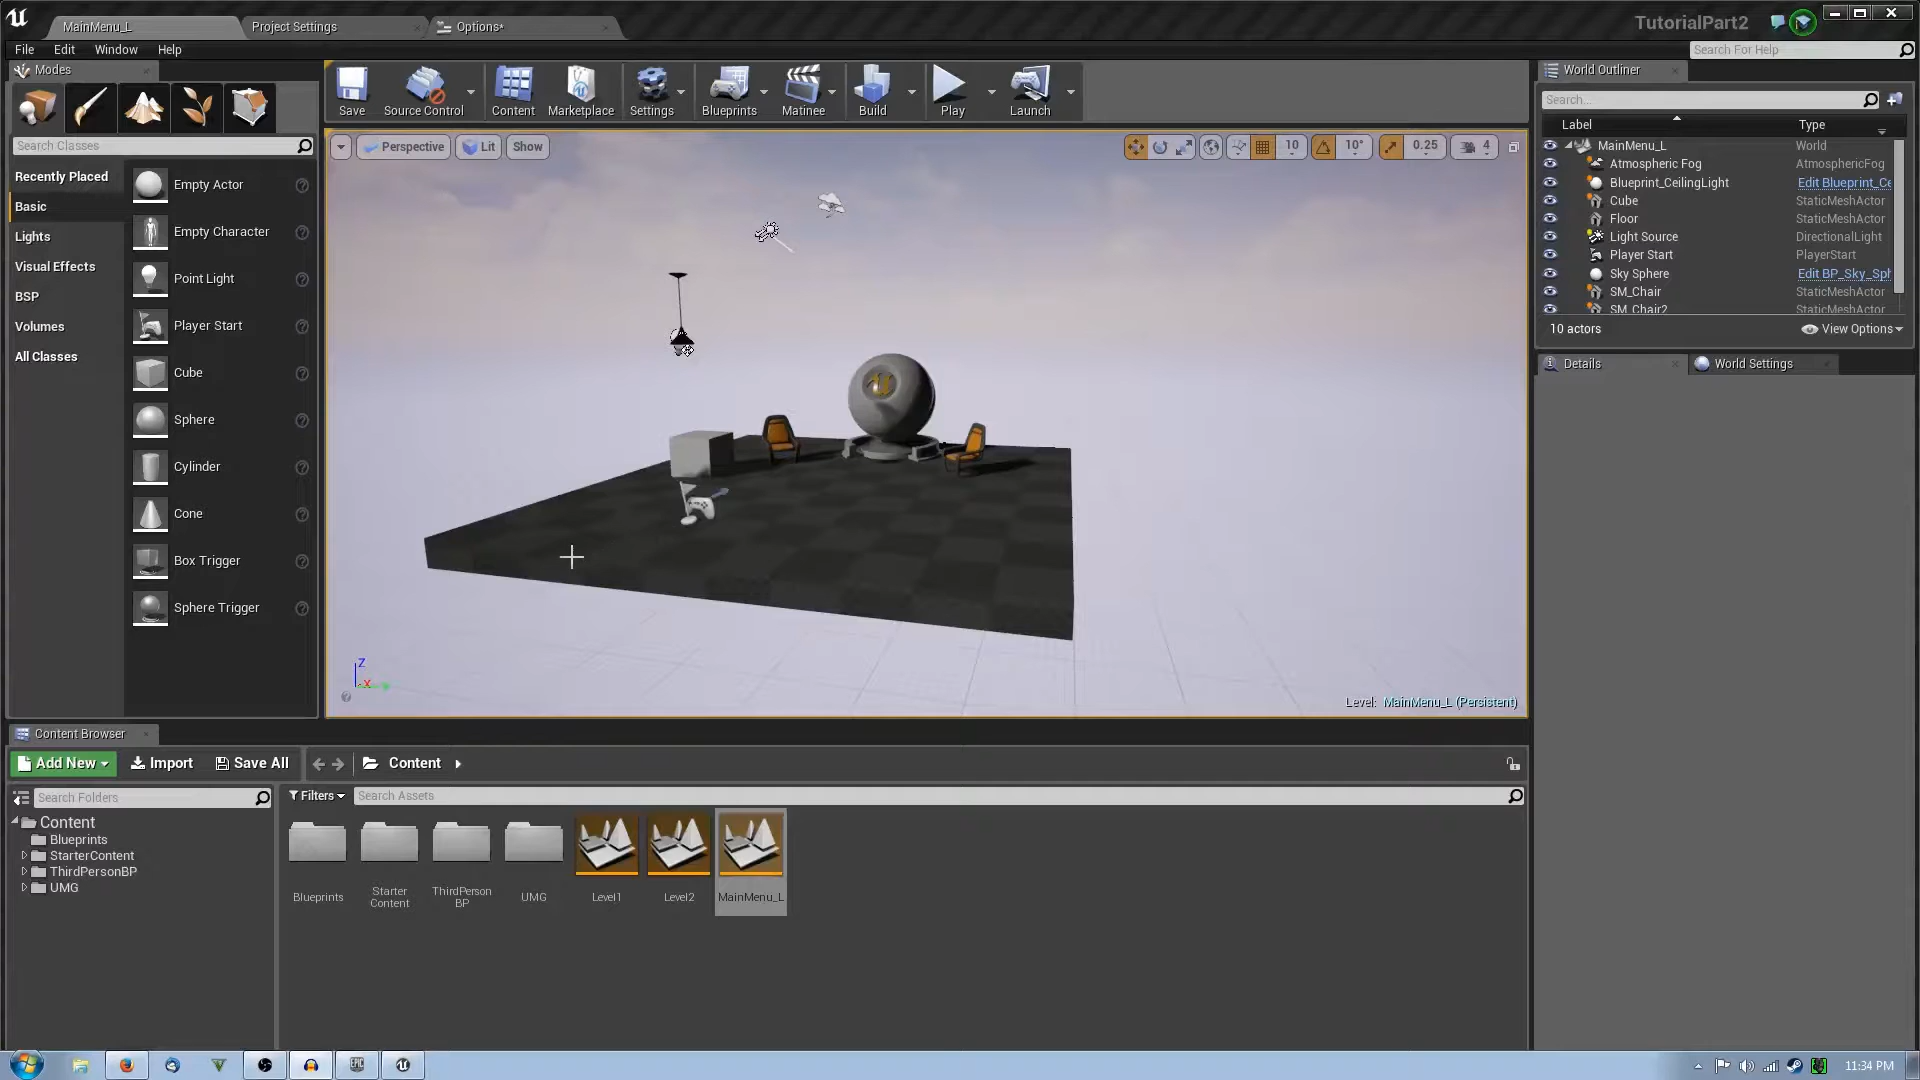 MainMenu_L
Project Settings
Options*
TutorialPart2
File
Edit
Window
Help
Search For Help
Modes
Search Classes
Recently Placed
Basic
Lights
Visual Effects
BSP
Volumes
All Classes
Empty Actor
Empty Character
Point Light
Player Start
Cube
Sphere
Cylinder
Cone
Box Trigger
Sphere Trigger
Save
Source Control
Content
Marketplace
Settings
Blueprints
Matinee
Build
Play
Launch
Perspective
Lit
Show
10
10°
0.25
4
Z
X
Level: MainMenu_L (Persistent)
World Outliner
Search...
Label
Type
MainMenu_L
World
Atmospheric Fog
AtmosphericFog
Blueprint_CeilingLight
Edit Blueprint_Ce
Cube
StaticMeshActor
Floor
StaticMeshActor
Light Source
DirectionalLight
Player Start
PlayerStart
Sky Sphere
Edit BP_Sky_Sph
SM_Chair
StaticMeshActor
SM_Chair2
StaticMeshActor
10 actors
View Options
Details
World Settings
Content Browser
Add New
Import
Save All
Content
Search Folders
Content
Blueprints
StarterContent
ThirdPersonBP
UMG
Filters
Search Assets
Blueprints
Starter
Content
ThirdPerson
BP
UMG
Level1
Level2
MainMenu_L
EPIC
11:34 PM